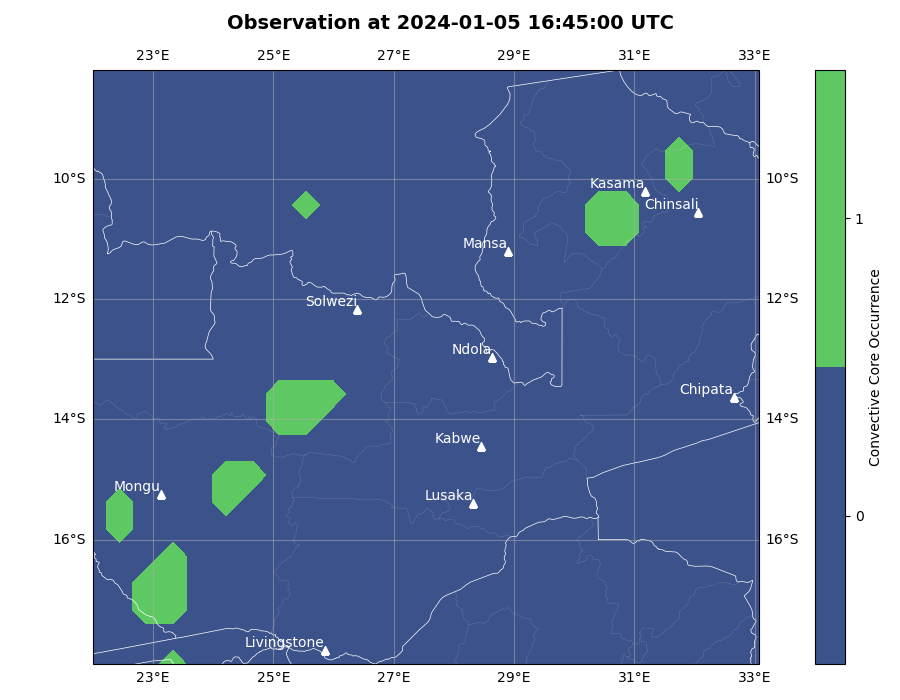 Observation at 2024-01-05 16:45:00 UTC
23°E 25°E 27°E 29°E 31°E 33°E
10°S 10°S
Kasama
Chinsali
1
Mansa
12°S 12°S
Solwezi
Ndola
Chipata
14°S 14°S
Kabwe
Mongu
Lusaka
16°S 16°S
0
Livingstone
23°E 25°E 27°E 29°E 31°E 33°E
Convective Core Occurrence